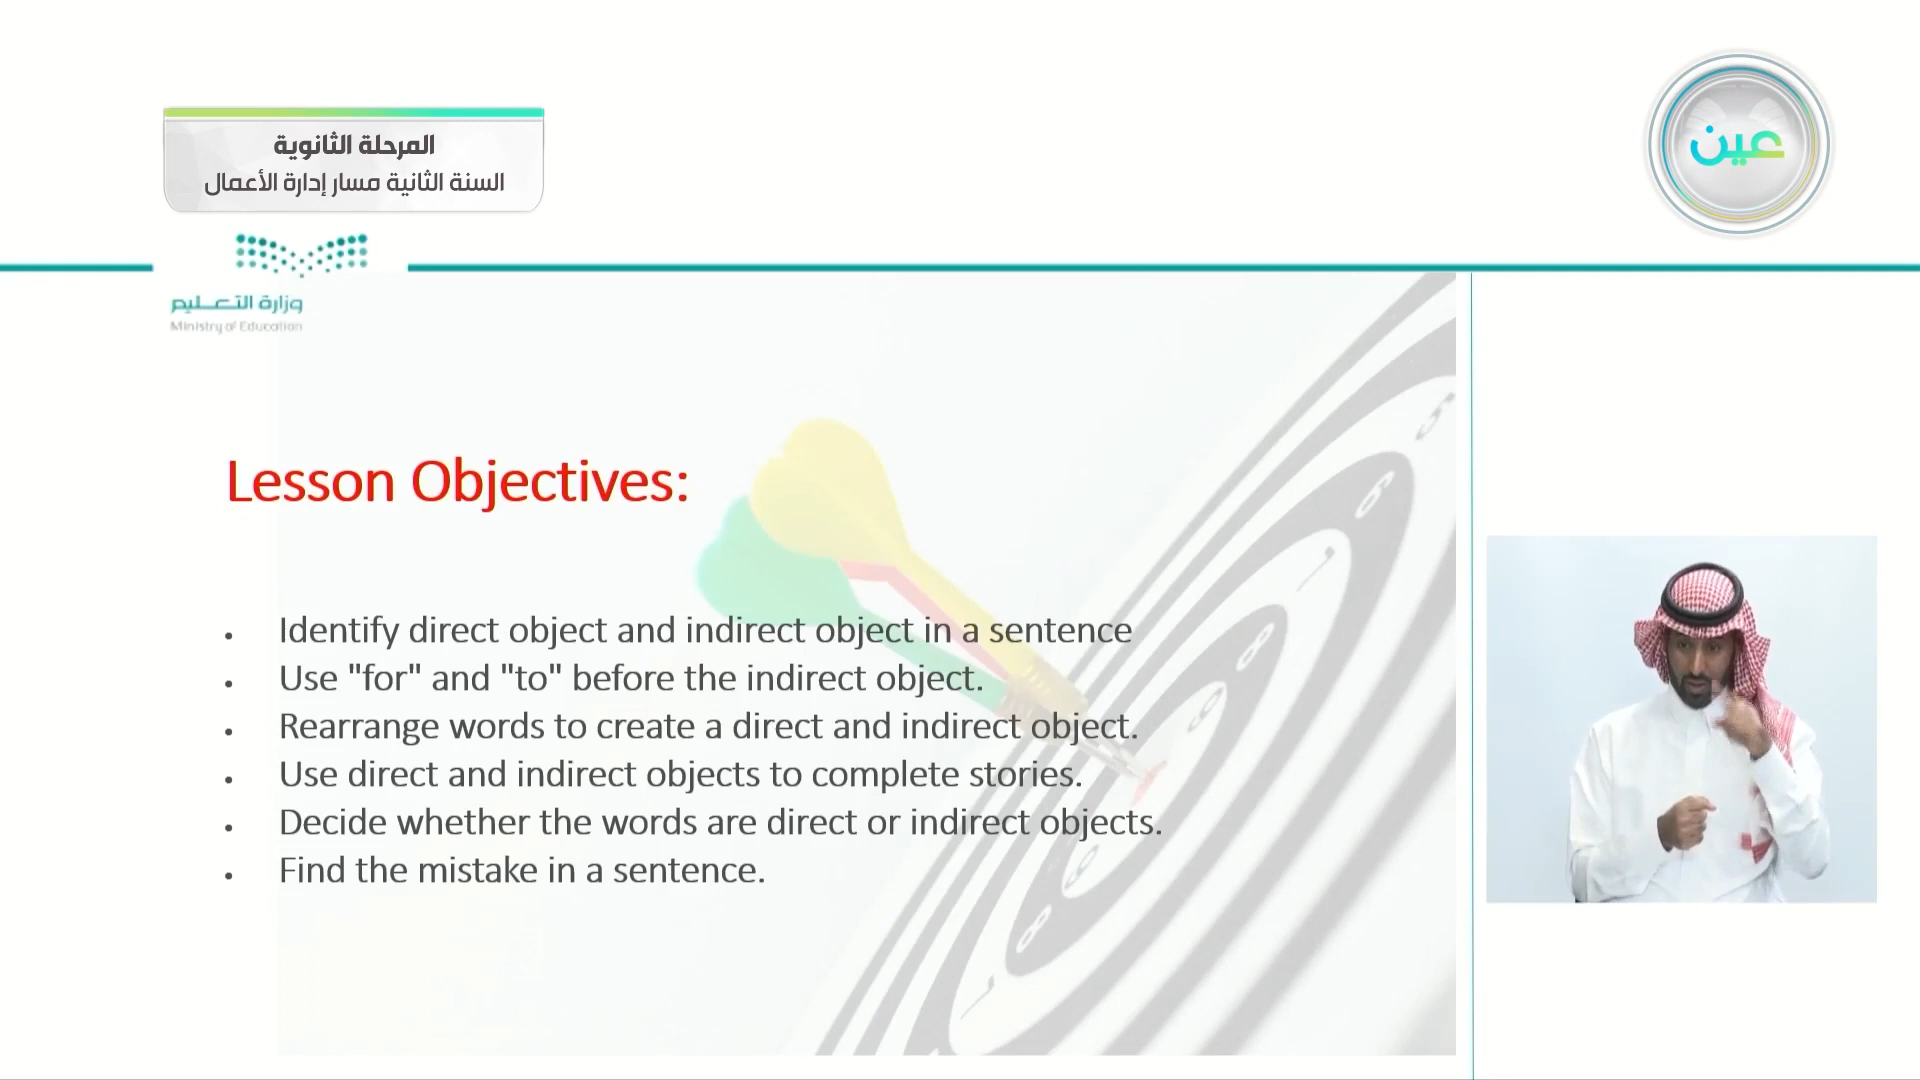 المرحلة الثانوية
السنة الثانية مسار إدارة الأعمال
عين
وزارة التعليم
Ministry of Education
Lesson Objectives:
• Identify direct object and indirect object in a sentence
• Use "for" and "to" before the indirect object.
• Rearrange words to create a direct and indirect object.
• Use direct and indirect objects to complete stories.
• Decide whether the words are direct or indirect objects.
• Find the mistake in a sentence.